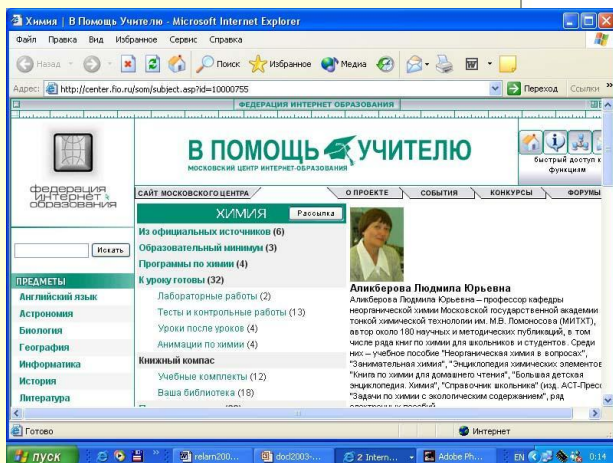 Химия | В Помощь Учителю - Microsoft Internet Explorer
Файл Правка Вид Избранное Сервис Справка
Назад Поиск Избранное Медиа
Адрес: http://center.fio.ru/som/subject.asp?id=10000755 Переход Ссылки »
ФЕДЕРАЦИЯ ИНТЕРНЕТ ОБРАЗОВАНИЯ
В ПОМОЩЬ УЧИТЕЛЮ
МОСКОВСКИЙ ЦЕНТР ИНТЕРНЕТ-ОБРАЗОВАНИЯ
быстрый доступ к
функциям
федерация
интернет
образования
САЙТ МОСКОВСКОГО ЦЕНТРА О ПРОЕКТЕ СОБЫТИЯ КОНКУРСЫ ФОРУМЫ
Искать
ПРЕДМЕТЫ
Английский язык
Астрономия
Биология
География
Информатика
История
Литература
ХИМИЯ Рассылка
Из официальных источников (6)
Образовательный минимум (3)
Программы по химии (4)
К уроку готовы (32)
Лабораторные работы (2)
Тесты и контрольные работы (13)
Уроки после уроков (4)
Анимации по химии (4)
Книжный компас
Учебные комплекты (12)
Ваша библиотека (18)
Аликберова Людмила Юрьевна
Аликберова Людмила Юрьевна – профессор кафедры
неорганической химии Московской государственной академии
тонкой химической технологии им. М.В. Ломоносова (МИТХТ),
автор около 180 научных и методических публикаций, в том
числе ряда книг по химии для школьников и студентов. Среди
них – учебное пособие "Неорганическая химия в вопросах",
"Занимательная химия", "Энциклопедия химических элементов
"Книга по химии для домашнего чтения", "Большая детская
энциклопедия. Химия", "Справочник школьника" (изд. АСТ-Пресс
"Задачи по химии с экологическим содержанием", ряд
Готово Интернет
пуск relarn200... docl2003-... 2 Intern... Adobe Ph... EN 0:14